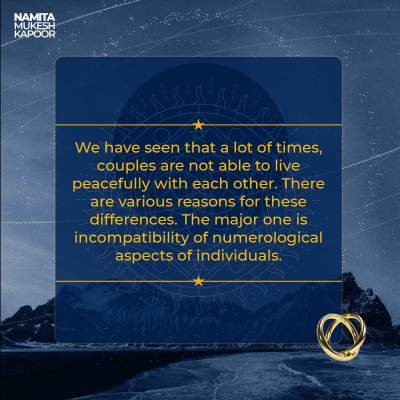 NAMITA
MUKESH
KAPOOR
We have seen that a lot of times,
couples are not able to live
peacefully with each other. There
are various reasons for these
differences. The major one is
incompatibility of numerological
aspects of individuals.